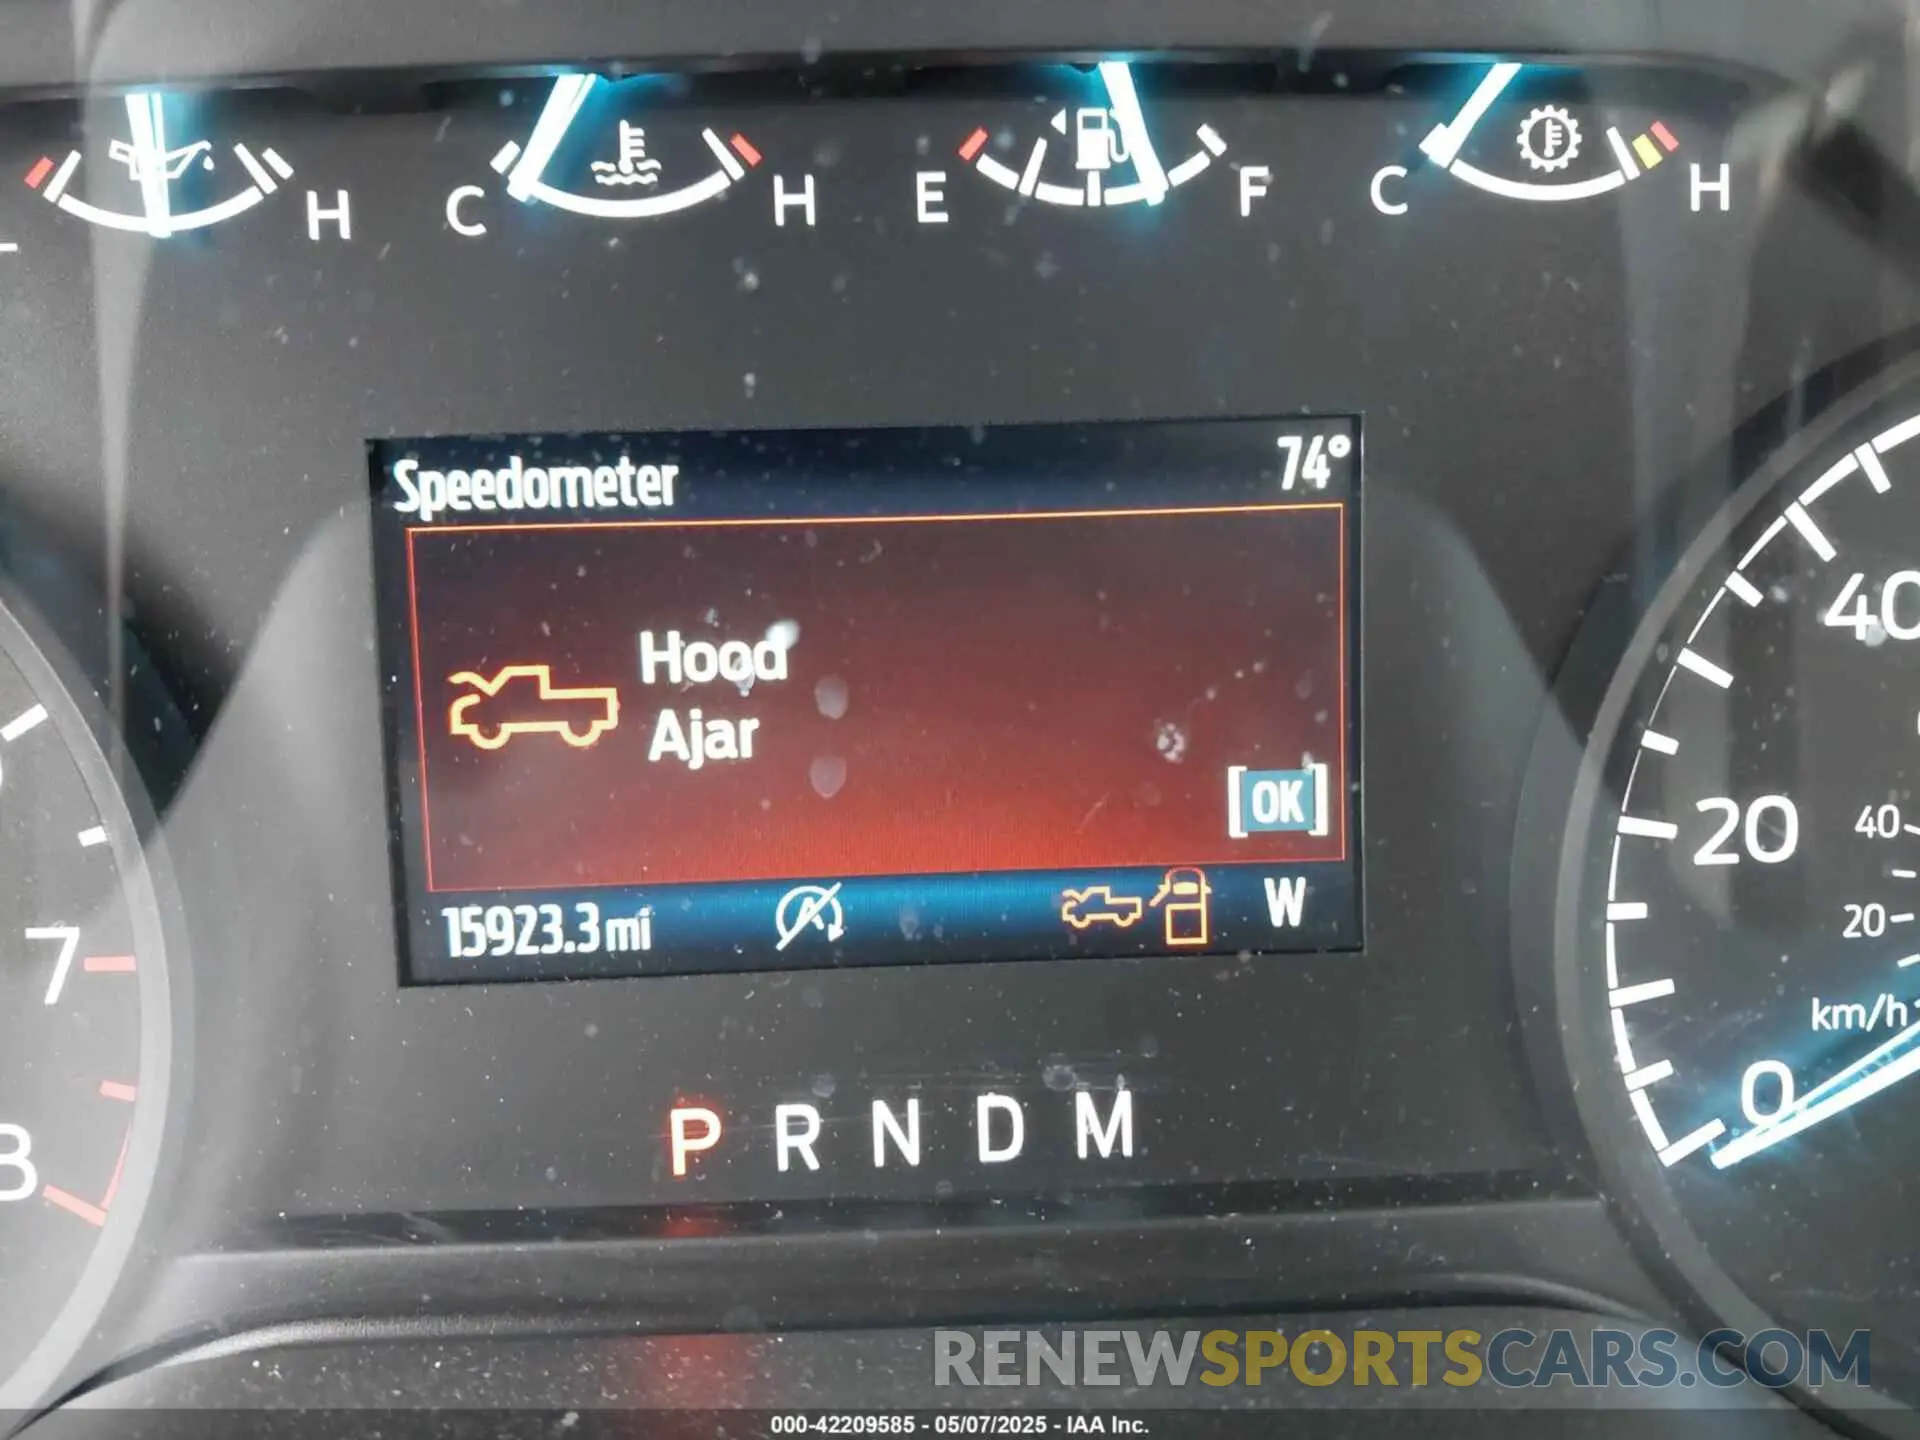 H
C
H
E
F
C
H
Speedometer
74°
Hood
Ajar
[OK]
15923.3 mi
W
40
20
40
20
km/h
0
7
8
P R N D M
RENEWSPORTSCARS.COM
000-42209585 - 05/07/2025 - IAA Inc.